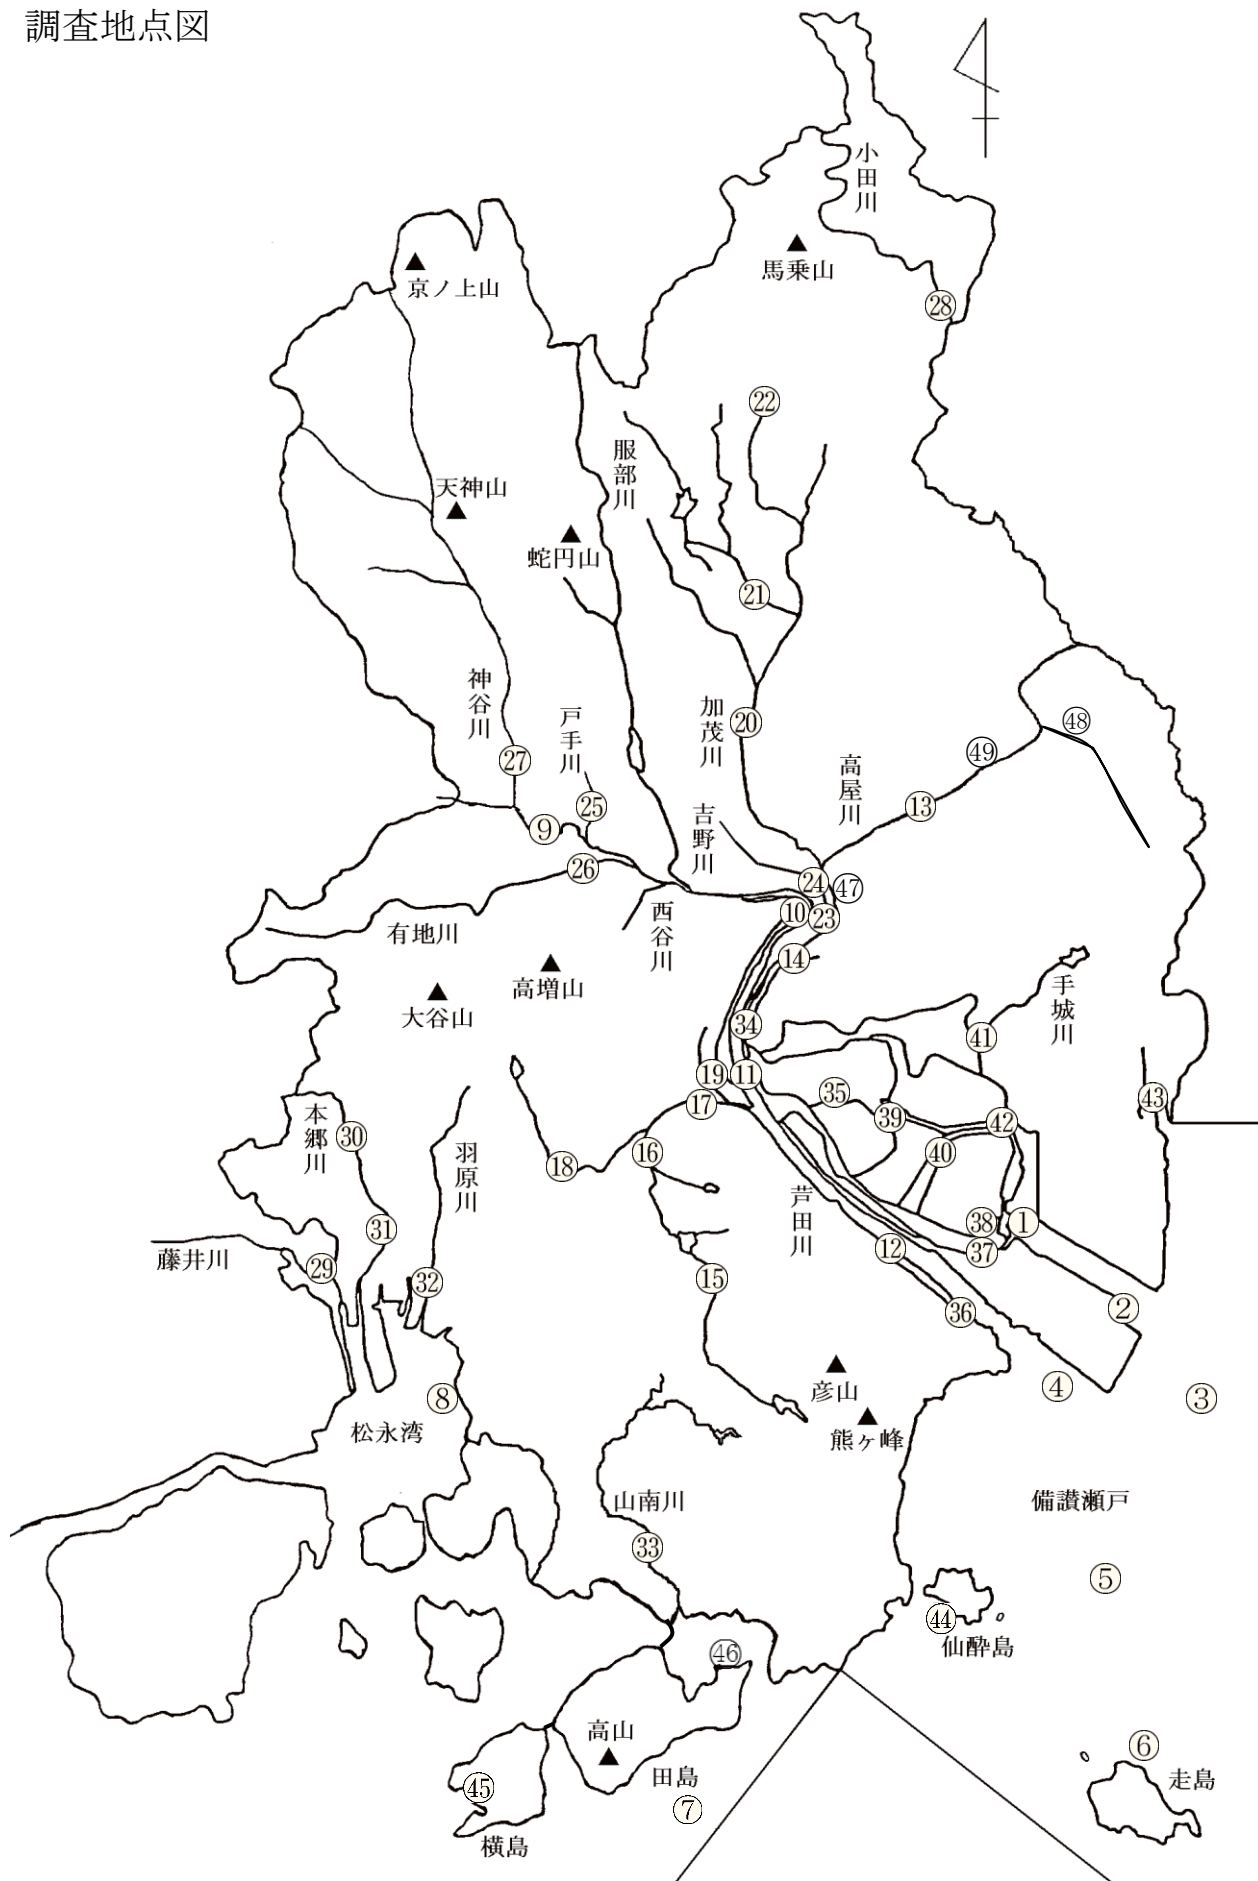 調査地点図
小田川
馬乗山
京ノ上山
㉘
㉒
服部川
天神山
蛇円山
㉑
神谷川
戸手川
加茂川
⑳
㊽
㊾
高屋川
㉗
㉕
⑬
⑨
吉野川
㉖
㉔
㊼
⑩
㉓
有地川
西谷川
高増山
⑭
大谷山
手城川
㉞
㊶
⑲
⑪
㉟
㊸
⑰
㊴
㊷
本郷川
㉚
羽原川
⑯
㊵
⑱
芦田川
㉛
㊳
①
藤井川
⑫
㊲
㉙
㉜
⑮
㊱
②
彦山
④
③
⑧
熊ヶ峰
松永湾
備讃瀬戸
山南川
㉝
⑤
㊹
仙酔島
㊻
高山
⑥
田島
走島
㊺
⑦
横島